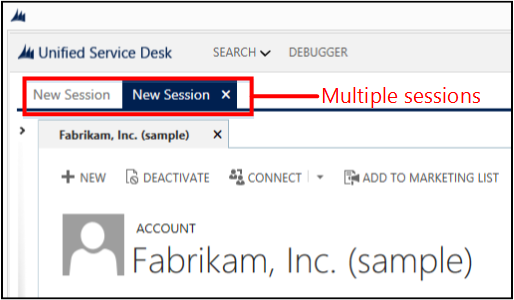 Unified Service Desk SEARCH DEBUGGER
New Session New Session × Multiple sessions
Fabrikam, Inc. (sample) ×
+ NEW DEACTIVATE CONNECT ADD TO MARKETING LIST
ACCOUNT
Fabrikam, Inc. (sample)